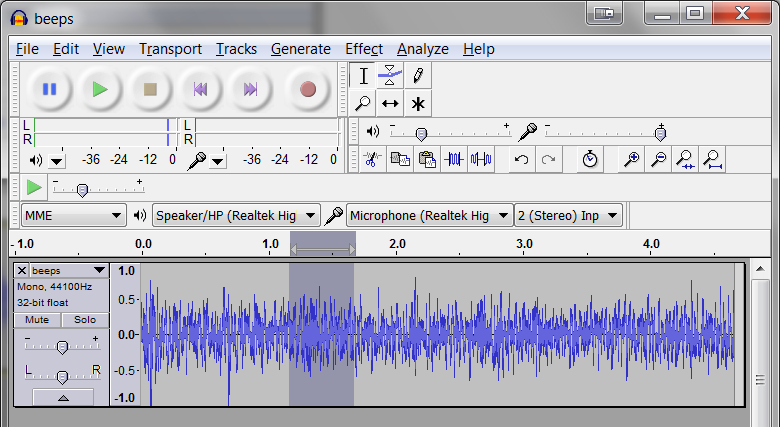 beeps
File Edit View Transport Tracks Generate Effect Analyze Help
L L
R R
-36 -24 -12 0 -36 -24 -12 0
- + - +
- +
MME Speaker/HP (Realtek Hig Microphone (Realtek Hig 2 (Stereo) Inp
-1.0 0.0 1.0 2.0 3.0 4.0
beeps
Mono, 44100Hz
32-bit float
Mute Solo
- +
L R
1.0
0.5-
0.0-
-0.5-
-1.0